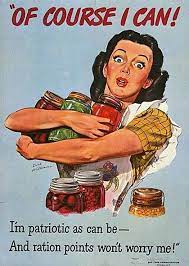 "OF COURSE I CAN!
I'm patriotic as can be—
And ration points won't worry me!"